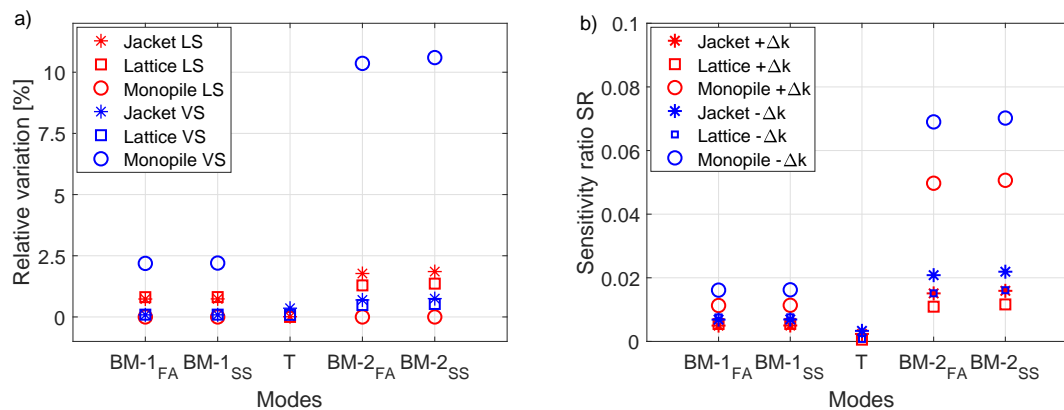 a)
Relative variation [%]
10
7.5
5
2.5
0
Jacket LS
Lattice LS
Monopile LS
Jacket VS
Lattice VS
Monopile VS
BM-1FA BM-1SS T BM-2FA BM-2SS
Modes
b)
Sensitivity ratio SR
0.1
0.08
0.06
0.04
0.02
0
Jacket +Δk
Lattice +Δk
Monopile +Δk
Jacket -Δk
Lattice -Δk
Monopile -Δk
BM-1FA BM-1SS T BM-2FA BM-2SS
Modes